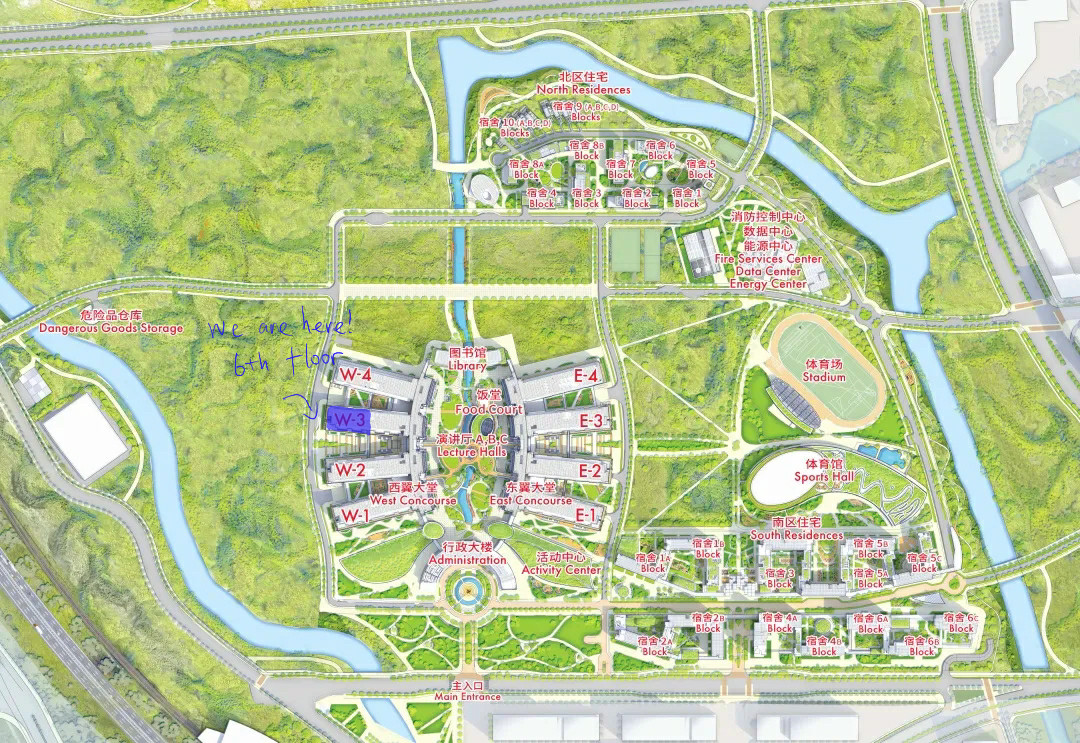 北区住宅
North Residences
宿舍 9 (A,B,C,D)
Blocks
宿舍 10 (A,B,C,D)
Blocks
宿舍 8B
Block
宿舍 6
Block
宿舍 8A
Block
宿舍 7
Block
宿舍 5
Block
宿舍 4
Block
宿舍 3
Block
宿舍 2
Block
宿舍 1
Block
消防控制中心
数据中心
能源中心
Fire Services Center
Data Center
Energy Center
危险品仓库
Dangerous Goods Storage
We are here!
6th floor
图书馆
Library
体育场
Stadium
W-4
E-4
饭堂
Food Court
W-3
E-3
演讲厅 A,B,C
Lecture Halls
W-2
E-2
体育馆
Sports Hall
西翼大堂
West Concourse
东翼大堂
East Concourse
W-1
E-1
南区住宅
South Residences
行政大楼
Administration
活动中心
Activity Center
宿舍 1A
Block
宿舍 1B
Block
宿舍 3
Block
宿舍 5B
Block
宿舍 5A
Block
宿舍 5C
Block
宿舍 2A
Block
宿舍 2B
Block
宿舍 4A
Block
宿舍 4B
Block
宿舍 6A
Block
宿舍 6B
Block
宿舍 6C
Block
主入口
Main Entrance